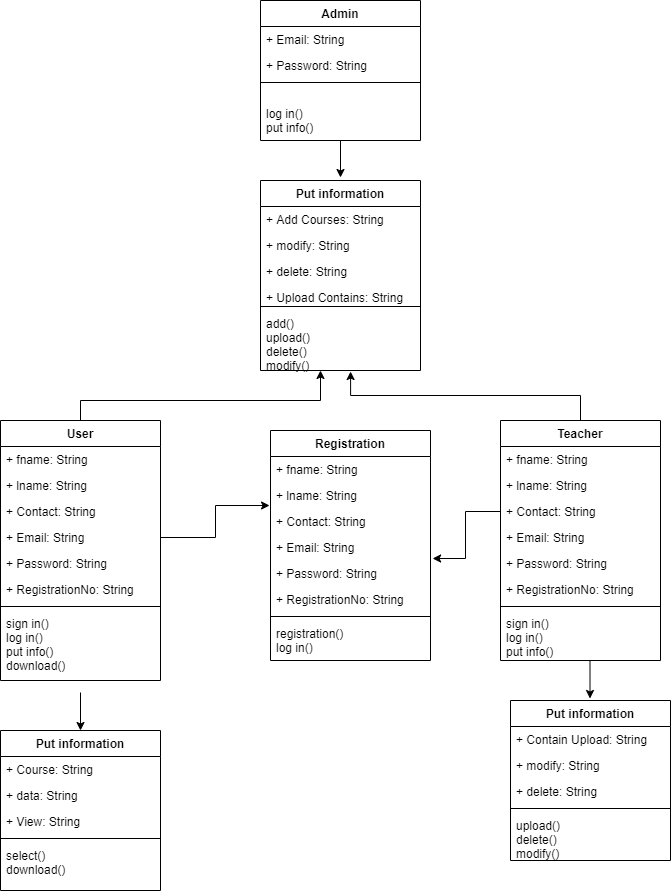 Admin
+ Email: String
+ Password: String
log in()
put info()
Put information
+ Add Courses: String
+ modify: String
+ delete: String
+ Upload Contains: String
add()
upload()
delete()
modify()
User
+ fname: String
+ lname: String
+ Contact: String
+ Email: String
+ Password: String
+ RegistrationNo: String
sign in()
log in()
put info()
download()
Registration
+ fname: String
+ lname: String
+ Contact: String
+ Email: String
+ Password: String
+ RegistrationNo: String
registration()
log in()
Teacher
+ fname: String
+ lname: String
+ Contact: String
+ Email: String
+ Password: String
+ RegistrationNo: String
sign in()
log in()
put info()
Put information
+ Course: String
+ data: String
+ View: String
select()
download()
Put information
+ Contain Upload: String
+ modify: String
+ delete: String
upload()
delete()
modify()